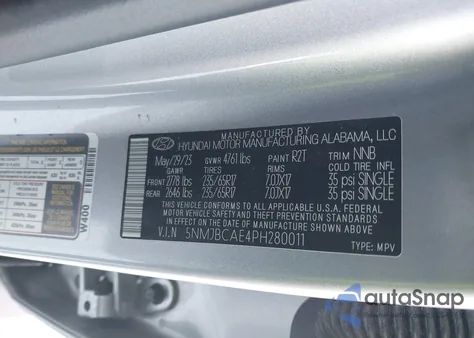 MANUFACTURED BY
HYUNDAI MOTOR MANUFACTURING ALABAMA, LLC
May/29/23 GVWR 4761 lbs PAINT R2T TRIM NNB
GAWR TIRES RIMS COLD TIRE INFL
FRONT 2778 lbs 235/65R17 7.0JX17 35 psi SINGLE
REAR 2646 lbs 235/65R17 7.0JX17 35 psi SINGLE
THIS VEHICLE CONFORMS TO ALL APPLICABLE U.S.A. FEDERAL
MOTOR VEHICLE SAFETY, BUMPER, AND THEFT PREVENTION
STANDARDS IN EFFECT ON THE DATE OF MANUFACTURE
SHOWN ABOVE.
V.I.N 5NMJBCAE4PH280011
TYPE: MPV
W400
autoSnap